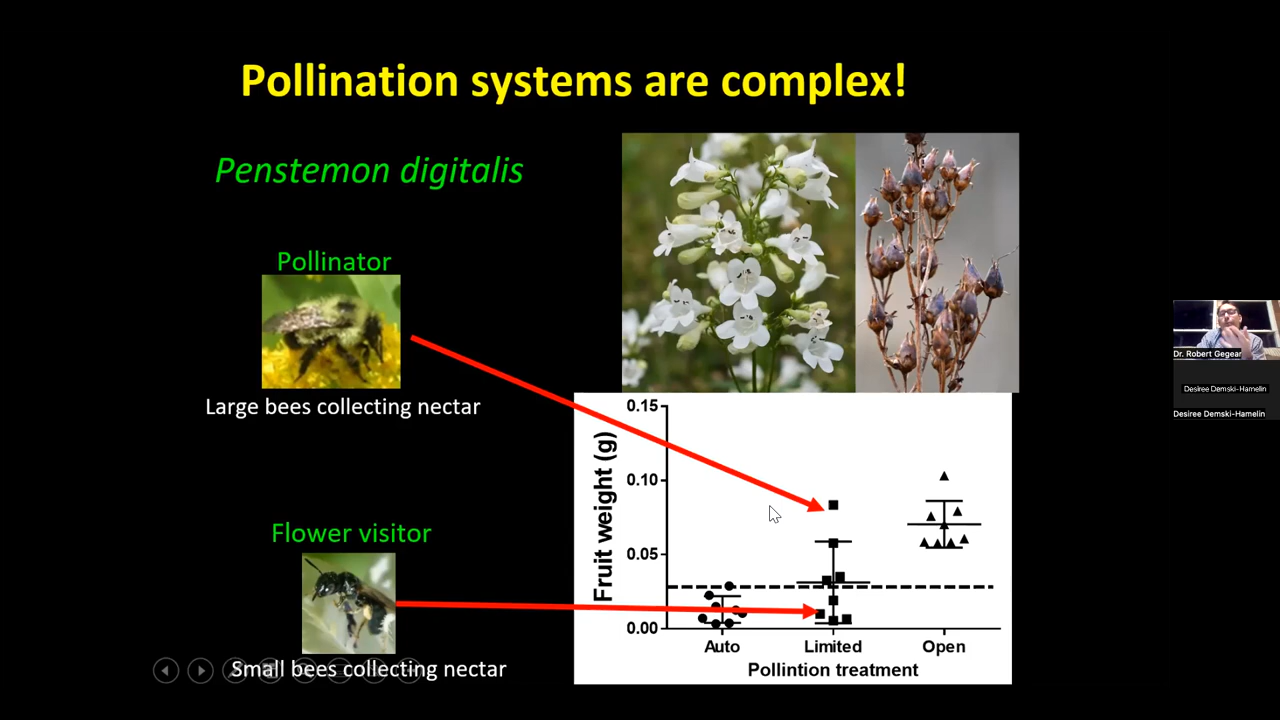 Pollination systems are complex!
Penstemon digitalis
Pollinator
Large bees collecting nectar
Flower visitor
Small bees collecting nectar
Fruit weight (g)
0.15
0.10
0.05
0.00
Auto
Limited
Open
Pollintion treatment
Dr. Robert Gegear
Desiree Demski-Hamelin
Desiree Demski-Hamelin